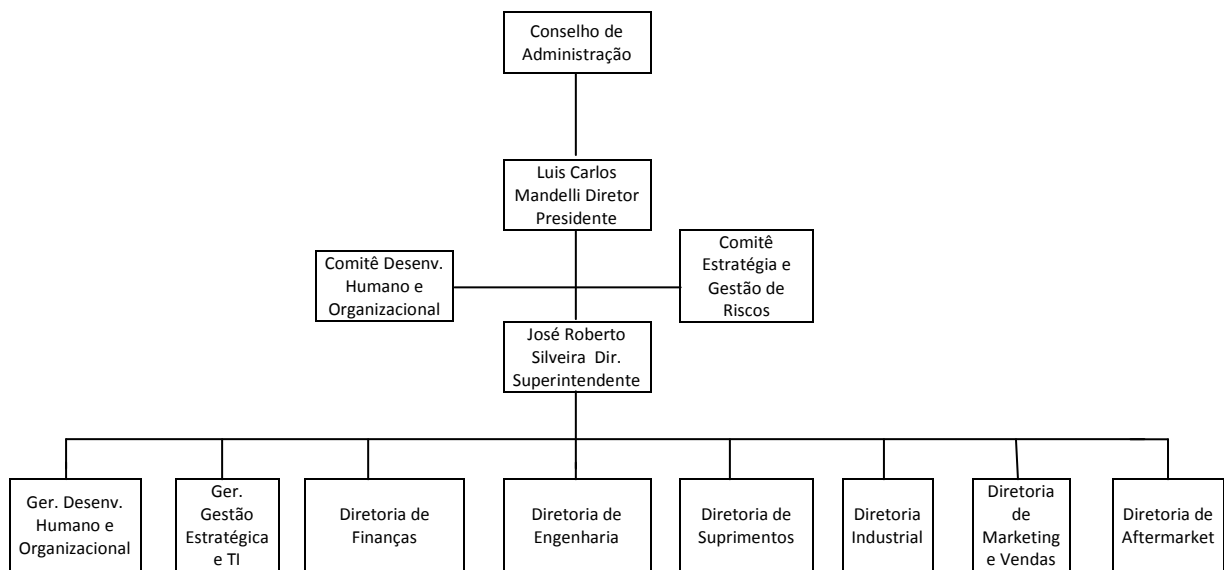 Conselho de
Administração
Luis Carlos
Mandelli Diretor
Presidente
Comitê Desenv.
Humano e
Organizacional
Comitê
Estratégia e
Gestão de
Riscos
José Roberto
Silveira Dir.
Superintendente
Ger. Desenv.
Humano e
Organizacional
Ger.
Gestão
Estratégica
e TI
Diretoria de
Finanças
Diretoria de
Engenharia
Diretoria de
Suprimentos
Diretoria
Industrial
Diretoria
de
Marketing
e Vendas
Diretoria de
Aftermarket